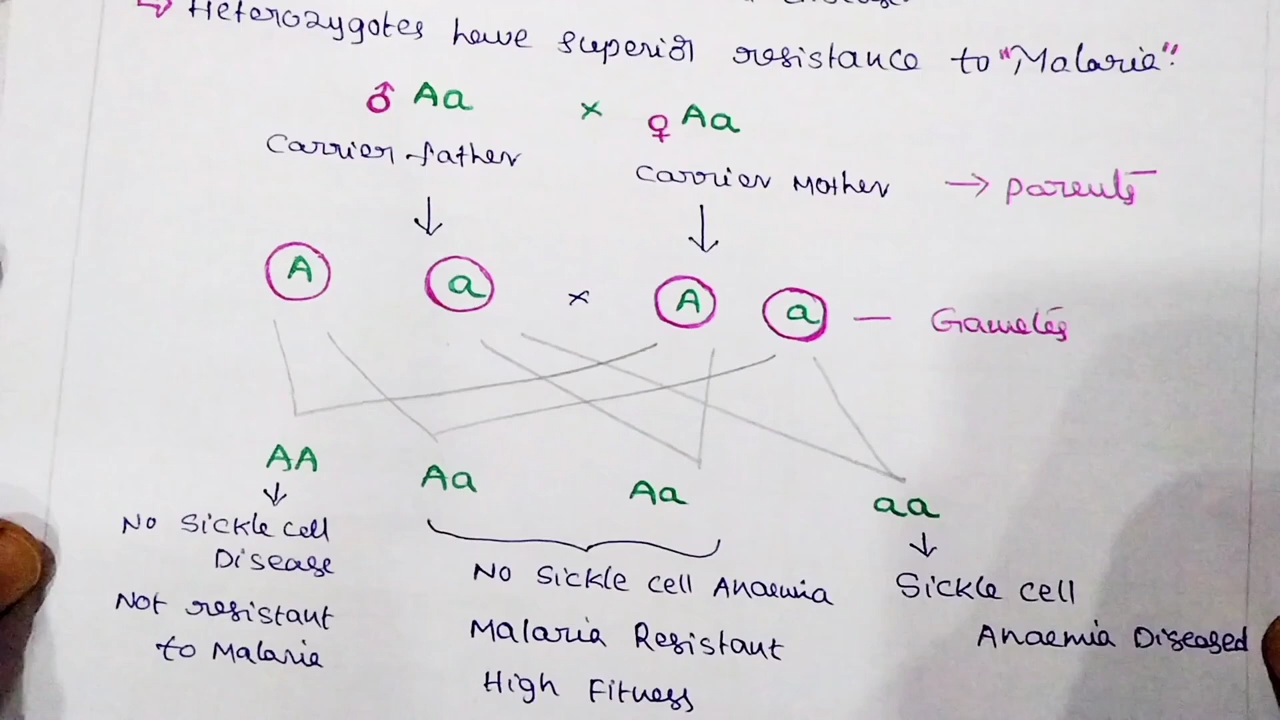 ⇨ Heterozygotes have superior resistance to "Malaria".
♂ Aa × ♀ Aa
Carrier father Carrier Mother → parents
A a × A a — Gametes
AA Aa Aa aa
↓ ↓
No Sickle cell
Disease
Not resistant
to Malaria
No Sickle cell Anaemia
Malaria Resistant
High Fitness
Sickle cell
Anaemia Diseased